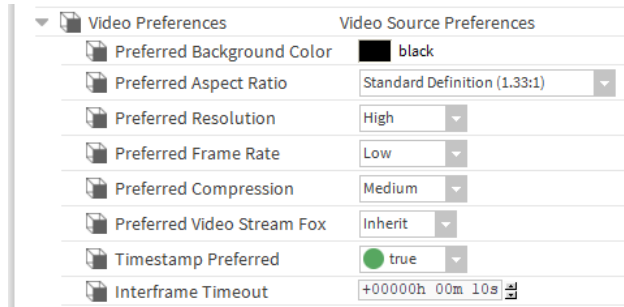 Video Preferences Video Source Preferences
Preferred Background Color black
Preferred Aspect Ratio Standard Definition (1.33:1)
Preferred Resolution High
Preferred Frame Rate Low
Preferred Compression Medium
Preferred Video Stream Fox Inherit
Timestamp Preferred true
Interframe Timeout +00000h 00m 10s